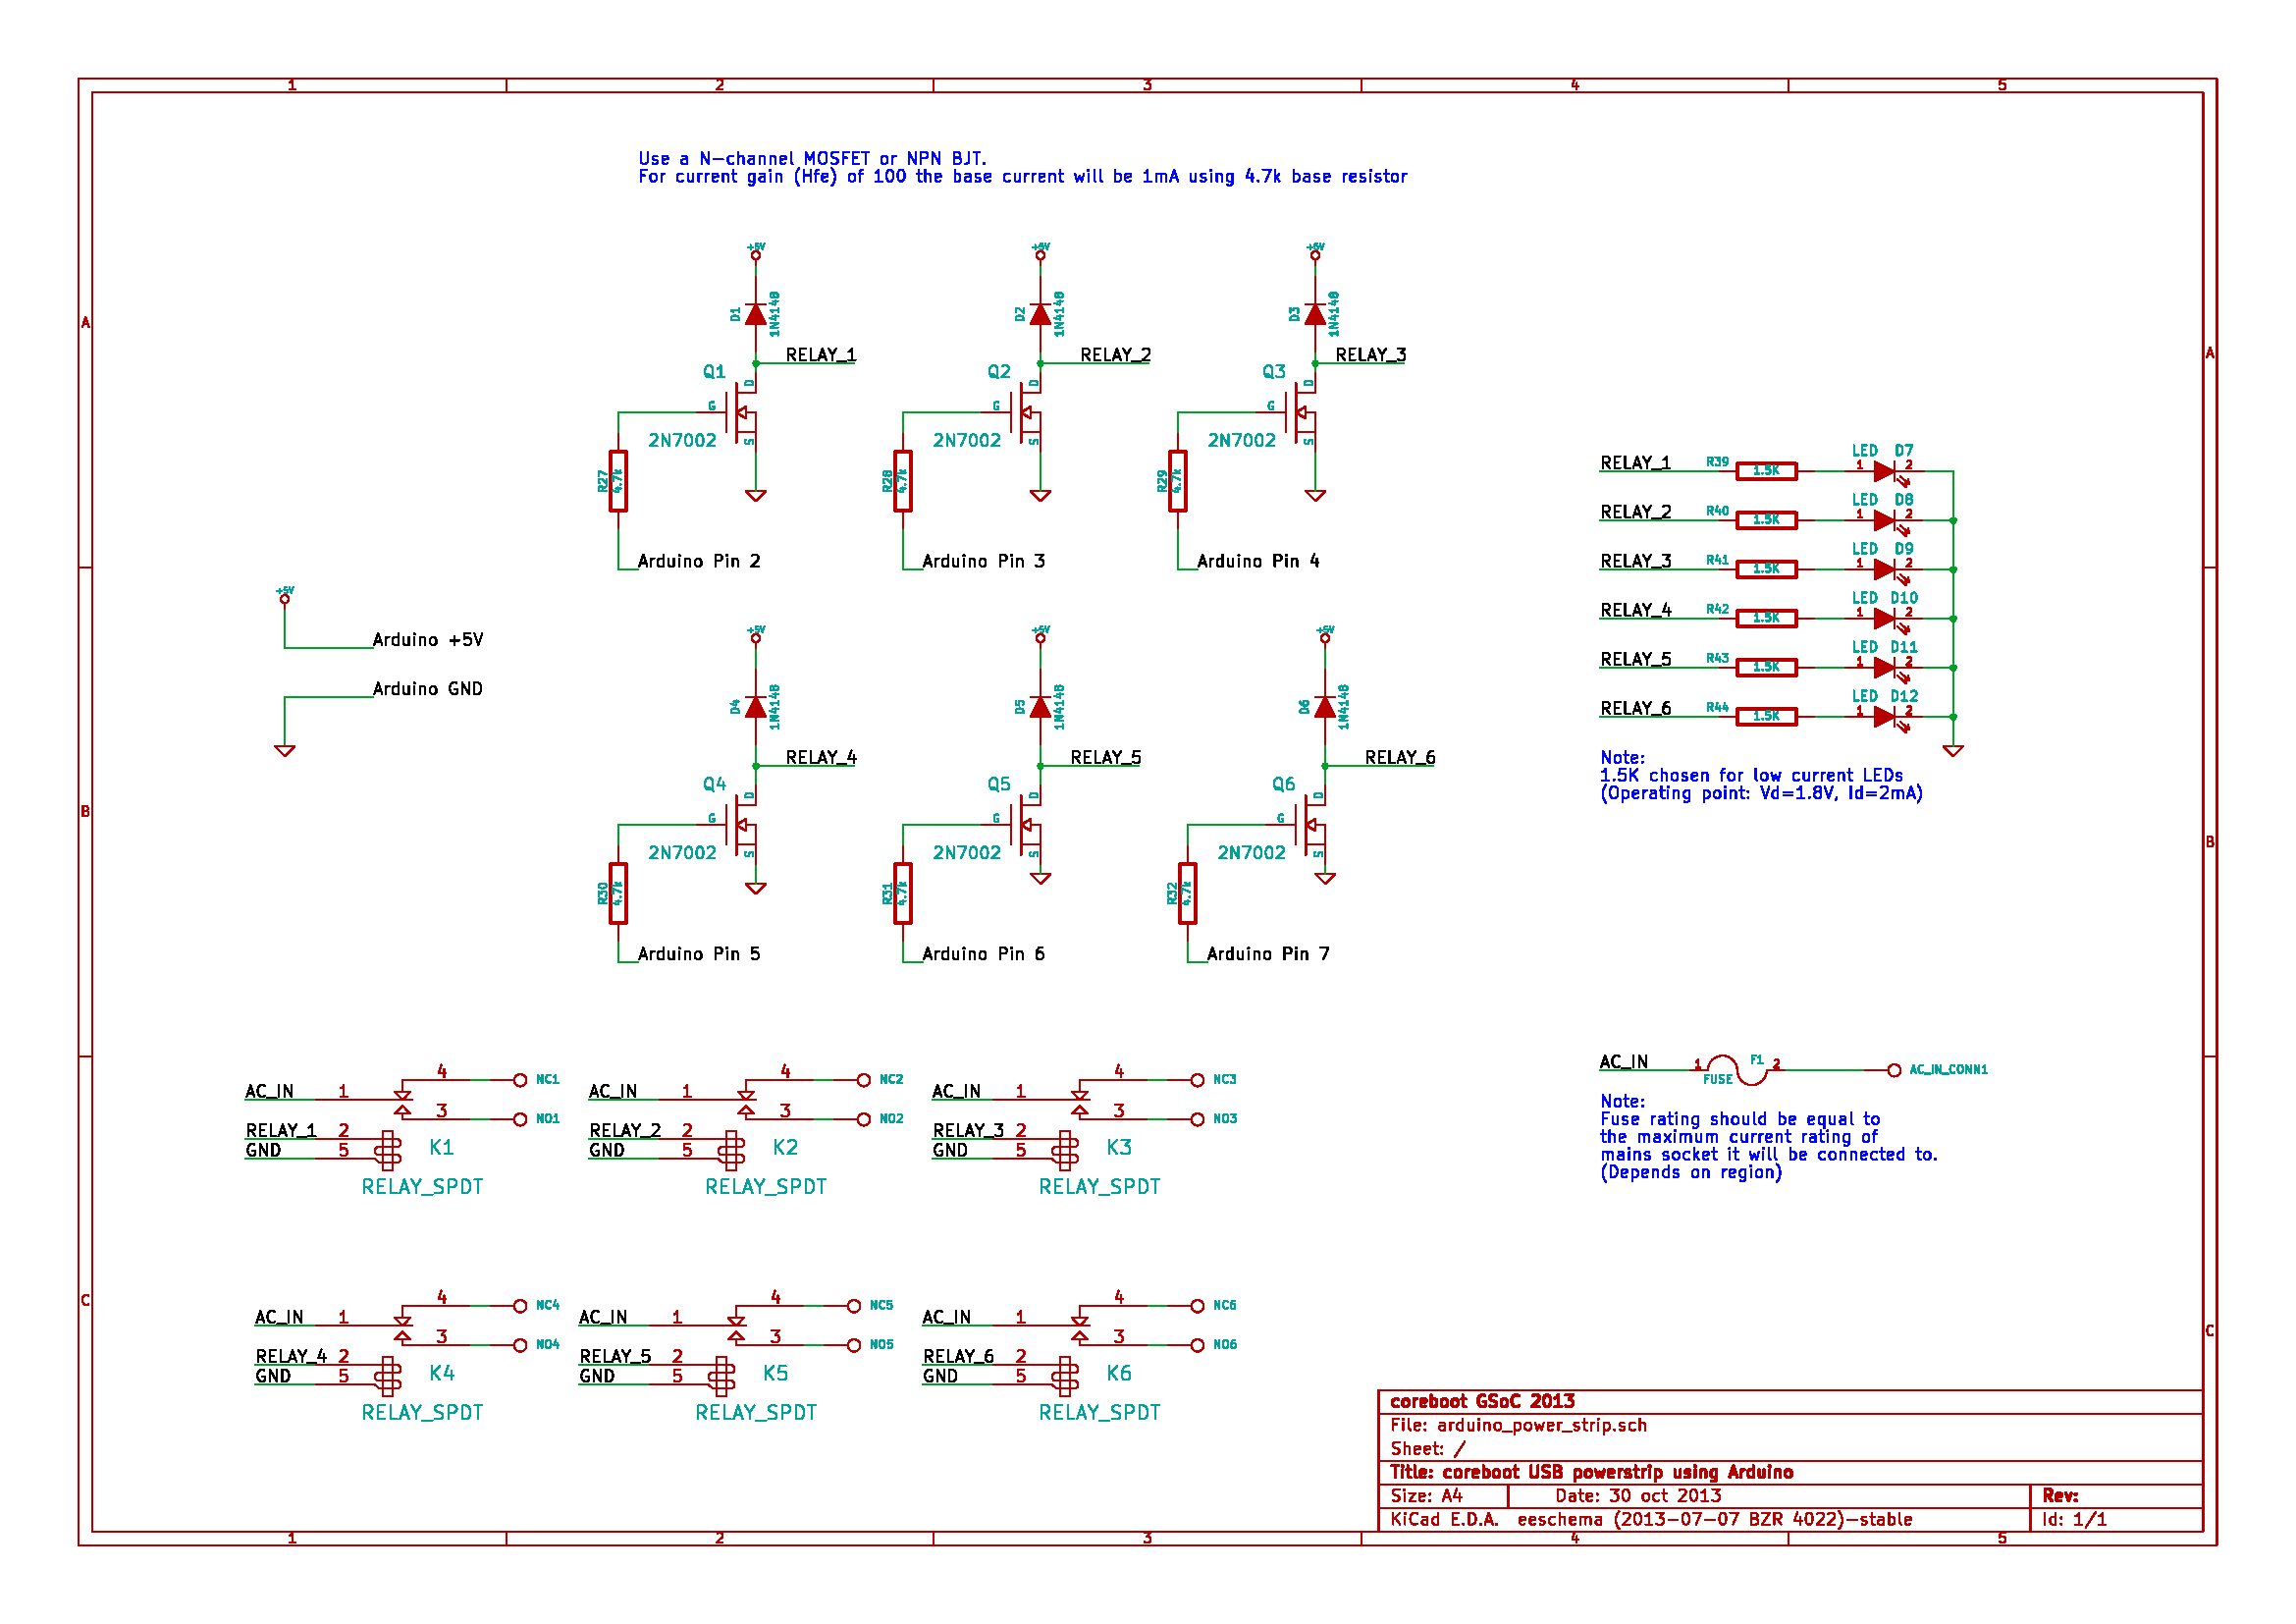 1 2 3 4 5
Use a N-channel MOSFET or NPN BJT.
For current gain (Hfe) of 100 the base current will be 1mA using 4.7k base resistor
A
A
+5V
D1
1N4148
RELAY_1
Q1
D
G
S
2N7002
R27
4.7k
Arduino Pin 2
+5V
D2
1N4148
RELAY_2
Q2
D
G
S
2N7002
R28
4.7k
Arduino Pin 3
+5V
D3
1N4148
RELAY_3
Q3
D
G
S
2N7002
R29
4.7k
Arduino Pin 4
RELAY_1 R39 1.5K 1 LED D7 2
RELAY_2 R40 1.5K 1 LED D8 2
RELAY_3 R41 1.5K 1 LED D9 2
RELAY_4 R42 1.5K 1 LED D10 2
RELAY_5 R43 1.5K 1 LED D11 2
RELAY_6 R44 1.5K 1 LED D12 2
Note:
1.5K chosen for low current LEDs
(Operating point: Vd=1.8V, Id=2mA)
+5V
Arduino +5V
Arduino GND
B
B
+5V
D4
1N4148
RELAY_4
Q4
D
G
S
2N7002
R30
4.7k
Arduino Pin 5
+5V
D5
1N4148
RELAY_5
Q5
D
G
S
2N7002
R31
4.7k
Arduino Pin 6
+5V
D6
1N4148
RELAY_6
Q6
D
G
S
2N7002
R32
4.7k
Arduino Pin 7
AC_IN 1 4 NC1
3 NO1
RELAY_1 2
GND 5
K1
RELAY_SPDT
AC_IN 1 4 NC2
3 NO2
RELAY_2 2
GND 5
K2
RELAY_SPDT
AC_IN 1 4 NC3
3 NO3
RELAY_3 2
GND 5
K3
RELAY_SPDT
AC_IN 1 FUSE F1 2 AC_IN_CONN1
Note:
Fuse rating should be equal to
the maximum current rating of
mains socket it will be connected to.
(Depends on region)
C
C
AC_IN 1 4 NC4
3 NO4
RELAY_4 2
GND 5
K4
RELAY_SPDT
AC_IN 1 4 NC5
3 NO5
RELAY_5 2
GND 5
K5
RELAY_SPDT
AC_IN 1 4 NC6
3 NO6
RELAY_6 2
GND 5
K6
RELAY_SPDT
coreboot GSoC 2013
File: arduino_power_strip.sch
Sheet: /
Title: coreboot USB powerstrip using Arduino
Size: A4 Date: 30 oct 2013 Rev:
KiCad E.D.A. eeschema (2013-07-07 BZR 4022)-stable Id: 1/1
1 2 3 4 5